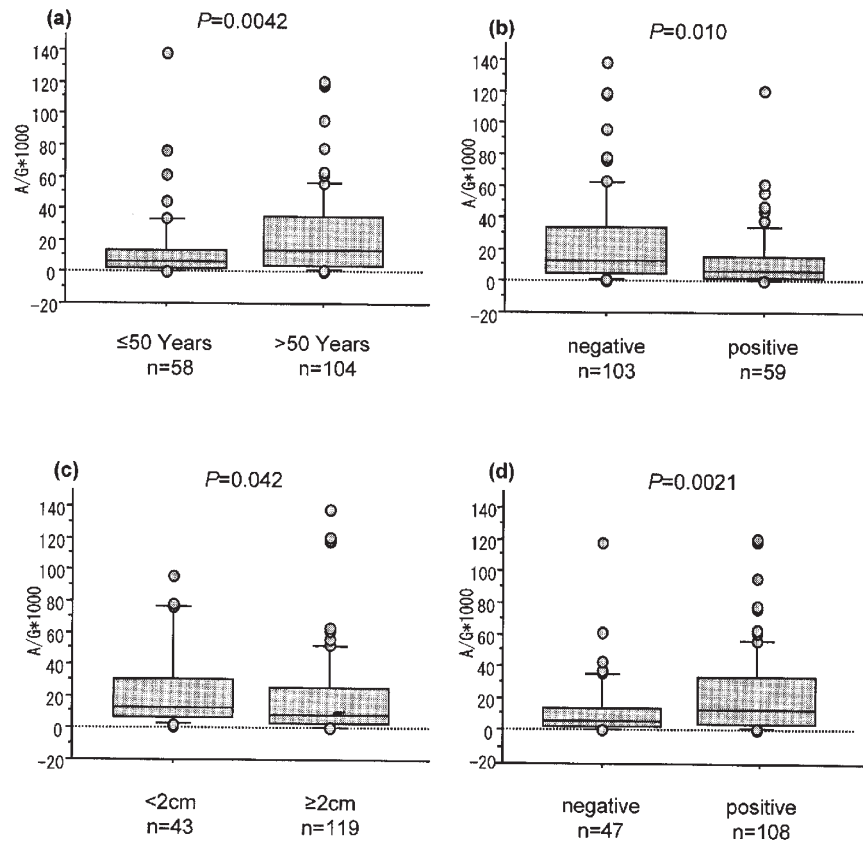 (a)
P=0.0042
140
120
100
80
60
40
20
0
-20
A/G*1000
≤50 Years >50 Years
n=58 n=104
(b)
P=0.010
140
120
100
80
60
40
20
0
-20
A/G*1000
negative positive
n=103 n=59
(c)
P=0.042
140
120
100
80
60
40
20
0
-20
A/G*1000
<2cm ≥2cm
n=43 n=119
(d)
P=0.0021
140
120
100
80
60
40
20
0
-20
A/G*1000
negative positive
n=47 n=108